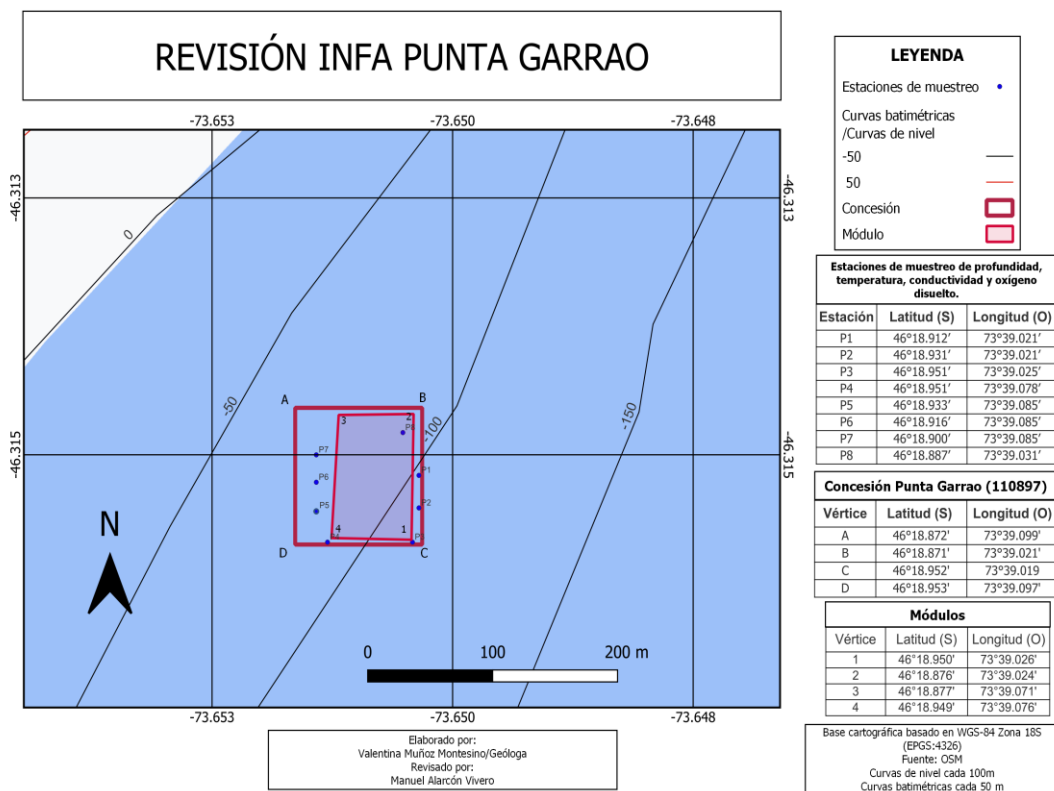 REVISIÓN INFA PUNTA GARRAO
-73.653 -73.650 -73.648
-46.313 -46.313
0
-50
-100
-150
A B
3 2
P8
P7
P1
P6
P2
P5
4 1
D C
-46.315 -46.315
N
0 100 200 m
-73.653 -73.650 -73.648
Elaborado por:
Valentina Muñoz Montesino/Geóloga
Revisado por:
Manuel Alarcón Vivero
LEYENDA
Estaciones de muestreo
Curvas batimétricas
/Curvas de nivel
-50
50
Concesión
Módulo
Estaciones de muestreo de profundidad,
temperatura, conductividad y oxígeno
disuelto.
Estación Latitud (S) Longitud (O)
P1 46°18.912′ 73°39.021′
P2 46°18.931′ 73°39.021′
P3 46°18.951′ 73°39.025′
P4 46°18.951′ 73°39.078′
P5 46°18.933′ 73°39.085′
P6 46°18.916′ 73°39.085′
P7 46°18.900′ 73°39.085′
P8 46°18.887′ 73°39.031′
Concesión Punta Garrao (110897)
Vértice Latitud (S) Longitud (O)
A 46°18.872' 73°39.099'
B 46°18.871' 73°39.021'
C 46°18.952' 73°39.019
D 46°18.953' 73°39.097'
Módulos
Vértice Latitud (S) Longitud (O)
1 46°18.950' 73°39.026'
2 46°18.876' 73°39.024'
3 46°18.877' 73°39.071'
4 46°18.949' 73°39.076'
Base cartográfica basado en WGS-84 Zona 18S
(EPGS:4326)
Fuente: OSM
Curvas de nivel cada 100m
Curvas batimétricas cada 50 m